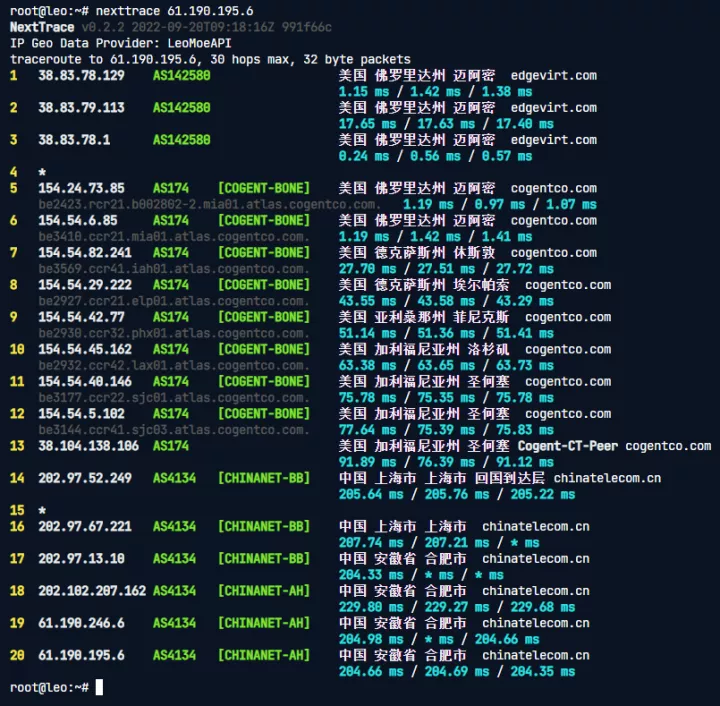 root@leo:~# nexttrace 61.190.195.6
NextTrace v0.2.2 2022-09-20T09:18:16Z 991f66c
IP Geo Data Provider: LeoMoeAPI
traceroute to 61.190.195.6, 30 hops max, 32 byte packets
1 38.83.78.129 AS142580 美国 佛罗里达州 迈阿密 edgevirt.com
1.15 ms / 1.42 ms / 1.38 ms
2 38.83.79.113 AS142580 美国 佛罗里达州 迈阿密 edgevirt.com
17.65 ms / 17.63 ms / 17.40 ms
3 38.83.78.1 AS142580 美国 佛罗里达州 迈阿密 edgevirt.com
0.24 ms / 0.56 ms / 0.57 ms
4 *
5 154.24.73.85 AS174 [COGENT-BONE] 美国 佛罗里达州 迈阿密 cogentco.com
be2423.rcr21.b002802-2.mia01.atlas.cogentco.com. 1.19 ms / 0.97 ms / 1.07 ms
6 154.54.6.85 AS174 [COGENT-BONE] 美国 佛罗里达州 迈阿密 cogentco.com
be3410.ccr21.mia01.atlas.cogentco.com. 1.19 ms / 1.42 ms / 1.41 ms
7 154.54.82.241 AS174 [COGENT-BONE] 美国 德克萨斯州 休斯敦 cogentco.com
be3569.ccr41.iah01.atlas.cogentco.com. 27.70 ms / 27.51 ms / 27.72 ms
8 154.54.29.222 AS174 [COGENT-BONE] 美国 德克萨斯州 埃尔帕索 cogentco.com
be2927.ccr21.elp01.atlas.cogentco.com. 43.55 ms / 43.58 ms / 43.29 ms
9 154.54.42.77 AS174 [COGENT-BONE] 美国 亚利桑那州 菲尼克斯 cogentco.com
be2930.ccr32.phx01.atlas.cogentco.com. 51.14 ms / 51.36 ms / 51.41 ms
10 154.54.45.162 AS174 [COGENT-BONE] 美国 加利福尼亚州 洛杉矶 cogentco.com
be2932.ccr42.lax01.atlas.cogentco.com. 63.38 ms / 63.65 ms / 63.73 ms
11 154.54.40.146 AS174 [COGENT-BONE] 美国 加利福尼亚州 圣何塞 cogentco.com
be3177.ccr22.sjc01.atlas.cogentco.com. 75.78 ms / 75.35 ms / 75.78 ms
12 154.54.5.102 AS174 [COGENT-BONE] 美国 加利福尼亚州 圣何塞 cogentco.com
be3144.ccr41.sjc03.atlas.cogentco.com. 77.64 ms / 75.39 ms / 75.83 ms
13 38.104.138.106 AS174 美国 加利福尼亚州 圣何塞 Cogent-CT-Peer cogentco.com
91.89 ms / 76.39 ms / 91.12 ms
14 202.97.52.249 AS4134 [CHINANET-BB] 中国 上海市 上海市 回国到达层 chinatelecom.cn
205.64 ms / 205.76 ms / 205.22 ms
15 *
16 202.97.67.221 AS4134 [CHINANET-BB] 中国 上海市 上海市 chinatelecom.cn
207.74 ms / 207.21 ms / * ms
17 202.97.13.10 AS4134 [CHINANET-BB] 中国 安徽省 合肥市 chinatelecom.cn
204.33 ms / * ms / * ms
18 202.102.207.162 AS4134 [CHINANET-AH] 中国 安徽省 合肥市 chinatelecom.cn
229.80 ms / 229.27 ms / 229.68 ms
19 61.190.246.6 AS4134 [CHINANET-AH] 中国 安徽省 合肥市 chinatelecom.cn
204.98 ms / * ms / 204.66 ms
20 61.190.195.6 AS4134 [CHINANET-AH] 中国 安徽省 合肥市 chinatelecom.cn
204.66 ms / 204.69 ms / 204.35 ms
root@leo:~#